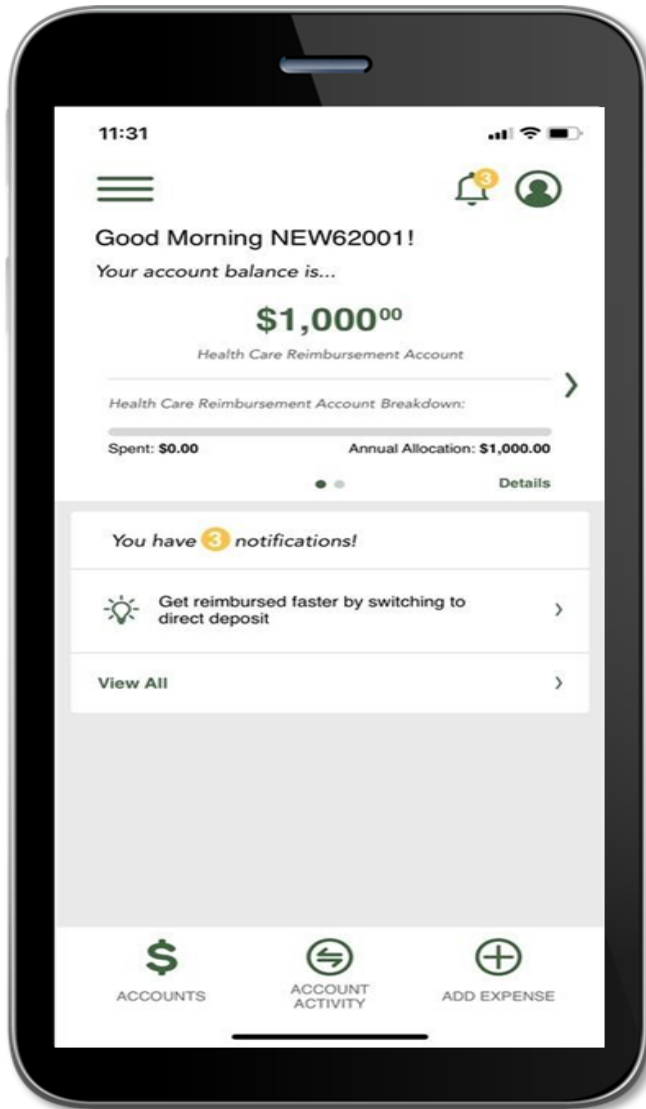 11:31
3
Good Morning NEW62001!
Your account balance is...
$1,000⁰⁰
Health Care Reimbursement Account
Health Care Reimbursement Account Breakdown:
Spent: $0.00 Annual Allocation: $1,000.00
Details
You have 3 notifications!
Get reimbursed faster by switching to
direct deposit
View All
$
ACCOUNTS
ACCOUNT
ACTIVITY
ADD EXPENSE